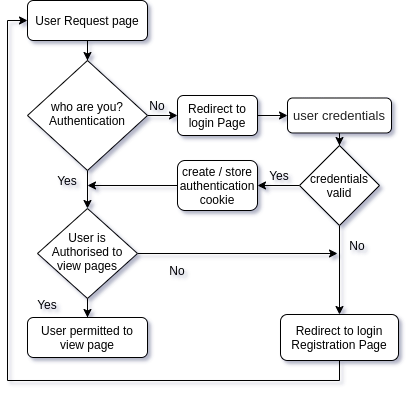 User Request page
who are you?
Authentication
No
Redirect to
login Page
user credentials
Yes
create / store
authentication
cookie
Yes
credentials
valid
User is
Authorised to
view pages
No
No
Yes
User permitted to
view page
Redirect to login
Registration Page